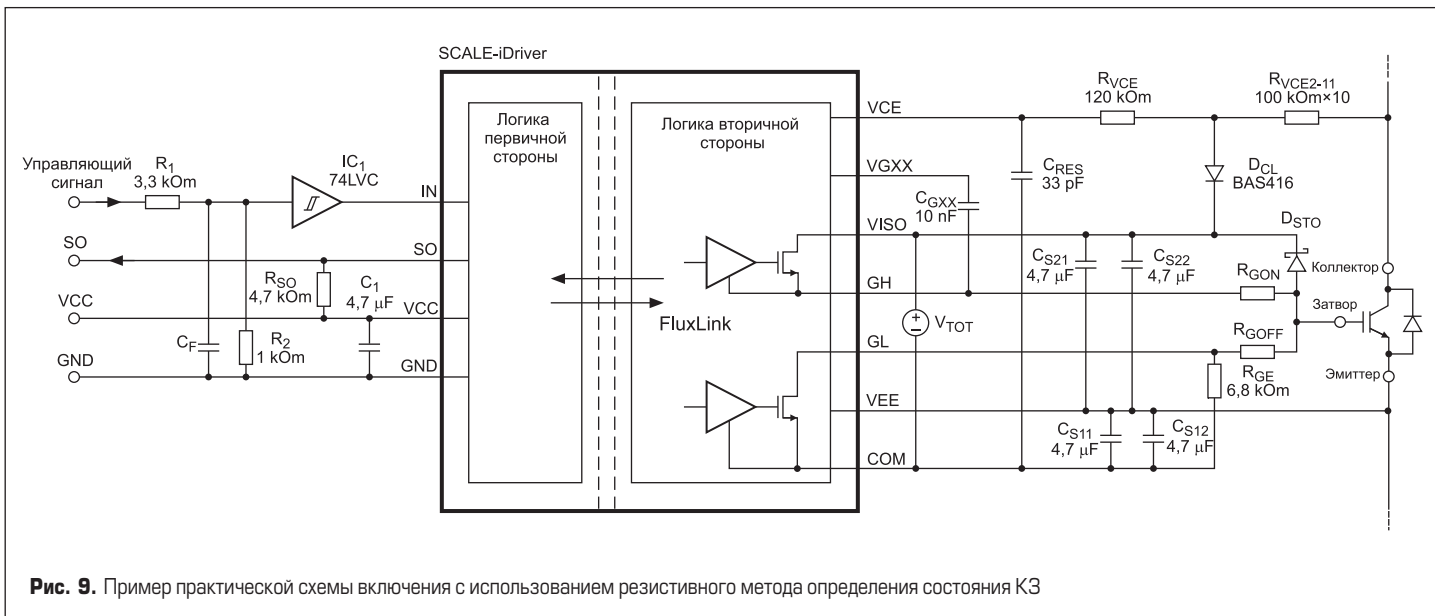 SCALE-iDriver
Логика
первичной
стороны
Логика вторичной
стороны
FluxLink
Управляющий
сигнал
R1
3,3 kOm
IC1
74LVC
IN
SO
SO
RSO
4,7 kOm
C1
4,7 µF
VCC
VCC
CF
R2
1 kOm
GND
GND
VCE
VGXX
VISO
GH
GL
VEE
COM
RVCE
120 kOm
RVCE2-11
100 kOm×10
CRES
33 pF
DCL
BAS416
CGXX
10 nF
DSTO
CS21
4,7 µF
CS22
4,7 µF
RGON
Коллектор
VTOT
Затвор
RGOFF
RGE
6,8 kOm
Эмиттер
CS11
4,7 µF
CS12
4,7 µF
Рис. 9. Пример практической схемы включения с использованием резистивного метода определения состояния КЗ